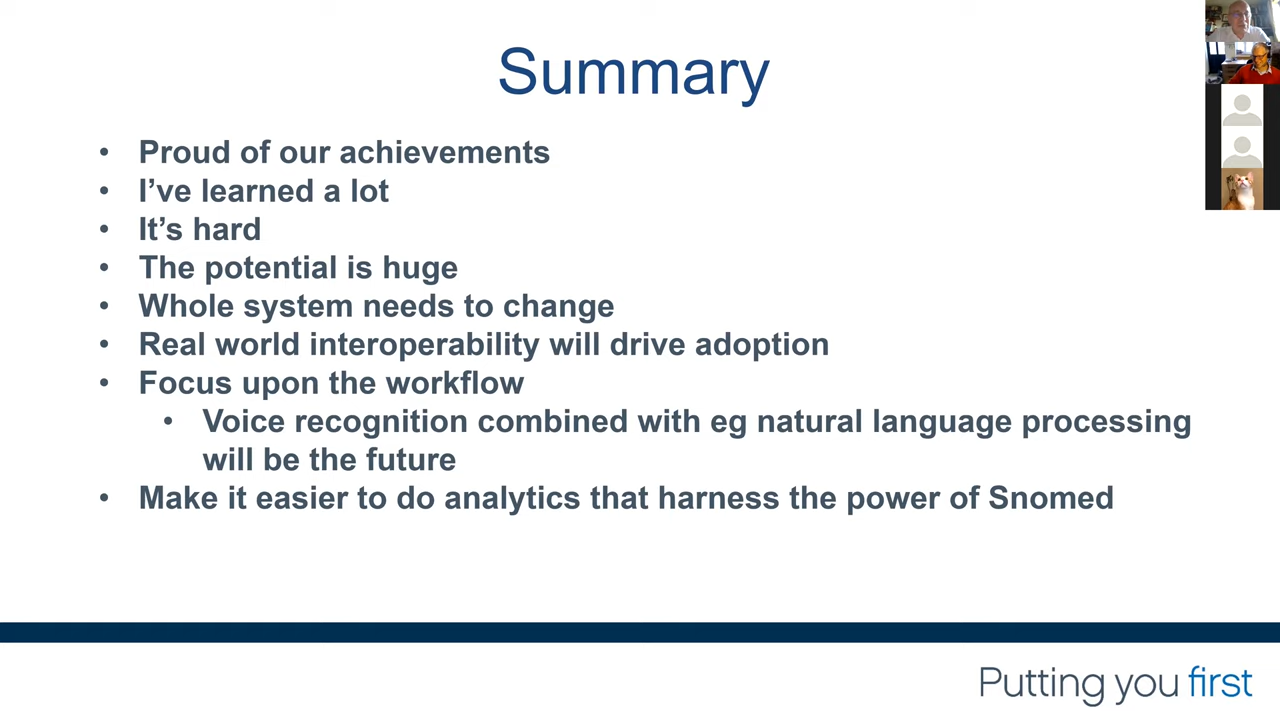 Summary
• Proud of our achievements
• I’ve learned a lot
• It’s hard
• The potential is huge
• Whole system needs to change
• Real world interoperability will drive adoption
• Focus upon the workflow
• Voice recognition combined with eg natural language processing
will be the future
• Make it easier to do analytics that harness the power of Snomed
Putting you first